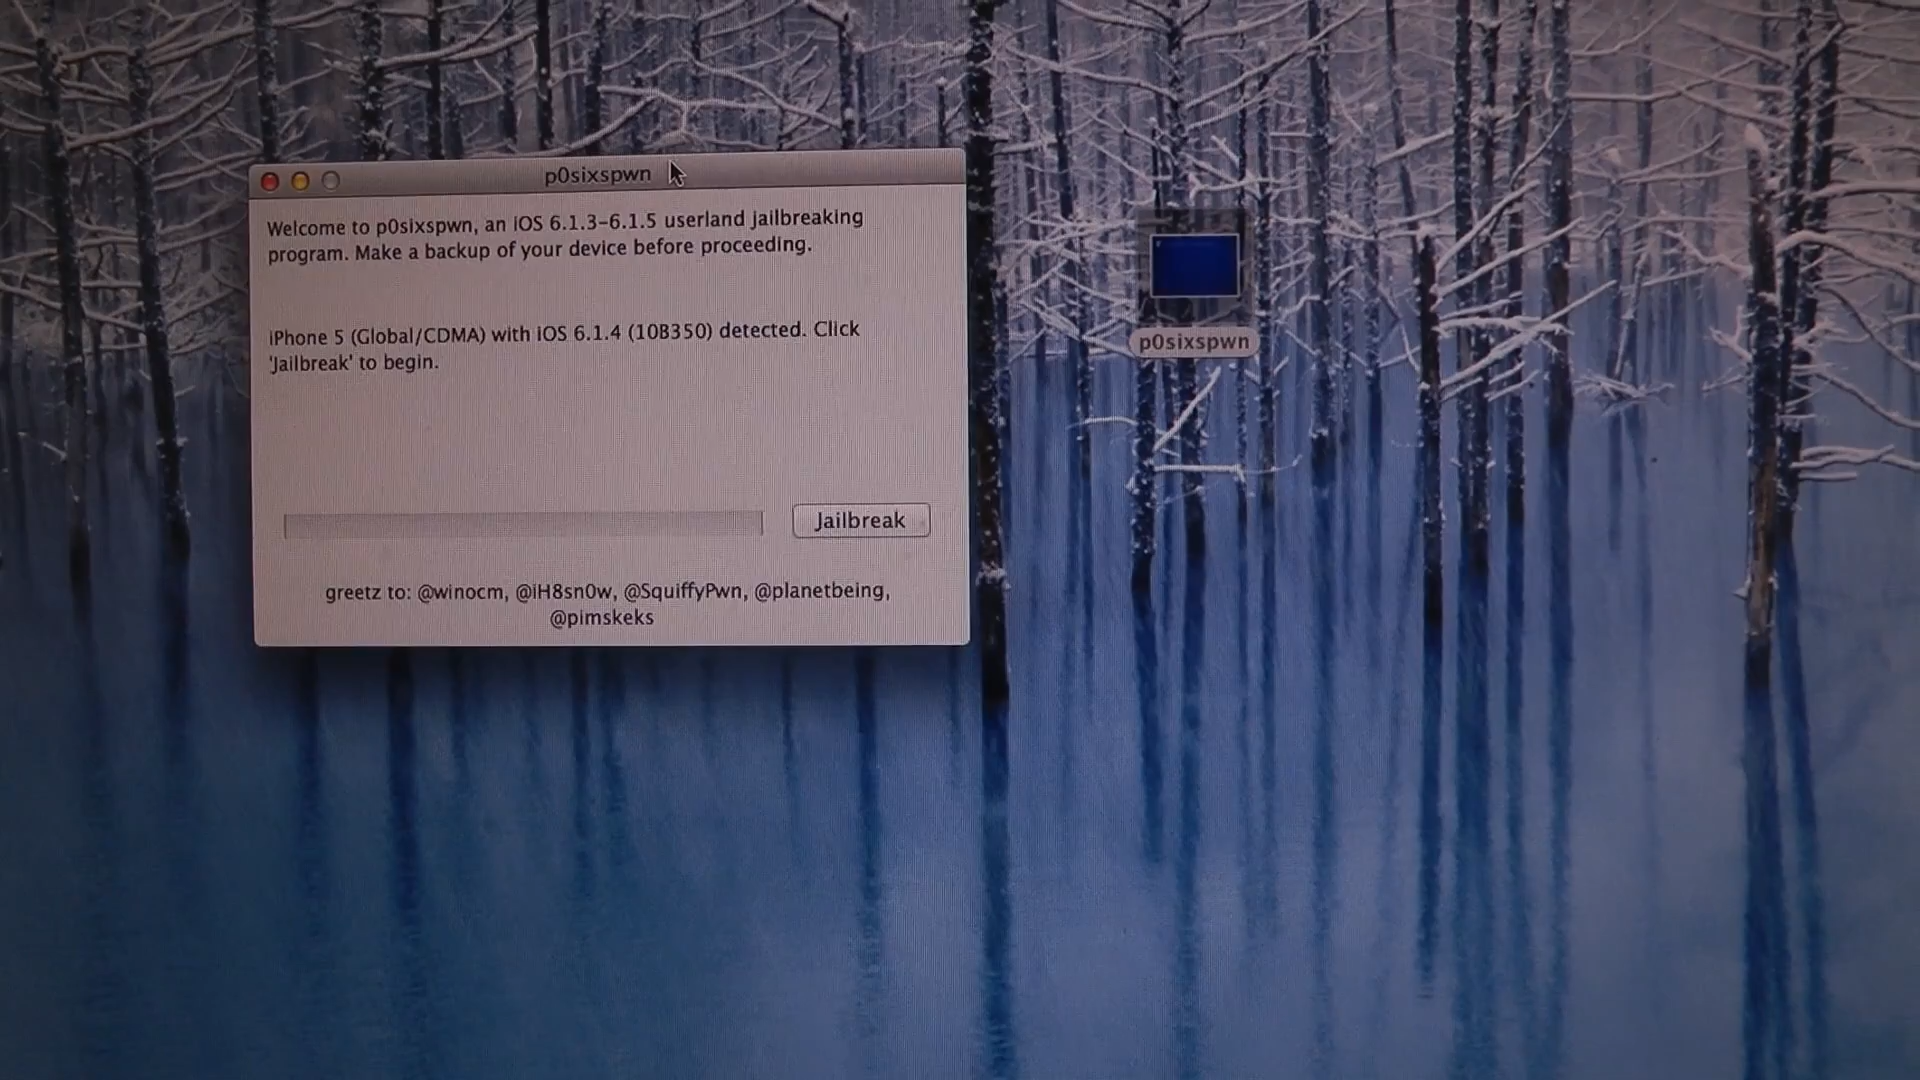 p0sixspwn
Welcome to p0sixspwn, an iOS 6.1.3-6.1.5 userland jailbreaking
program. Make a backup of your device before proceeding.
iPhone 5 (Global/CDMA) with iOS 6.1.4 (10B350) detected. Click
'Jailbreak' to begin.
Jailbreak
greetz to: @winocm, @iH8sn0w, @SquiffyPwn, @planetbeing,
@pimskeks
p0sixspwn